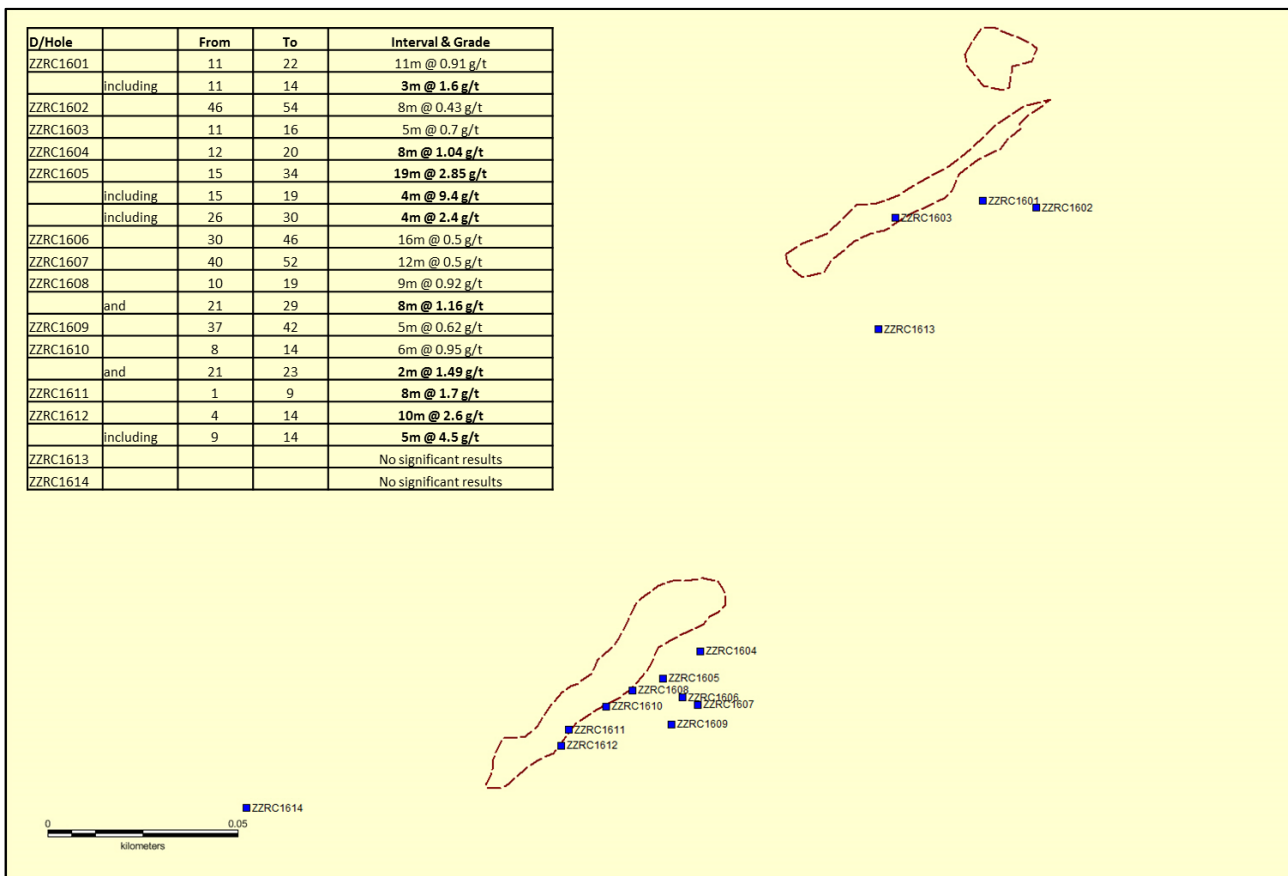 D/Hole From To Interval & Grade
ZZRC1601 11 22 11m @ 0.91 g/t
including 11 14 3m @ 1.6 g/t
ZZRC1602 46 54 8m @ 0.43 g/t
ZZRC1603 11 16 5m @ 0.7 g/t
ZZRC1604 12 20 8m @ 1.04 g/t
ZZRC1605 15 34 19m @ 2.85 g/t
including 15 19 4m @ 9.4 g/t
including 26 30 4m @ 2.4 g/t
ZZRC1606 30 46 16m @ 0.5 g/t
ZZRC1607 40 52 12m @ 0.5 g/t
ZZRC1608 10 19 9m @ 0.92 g/t
and 21 29 8m @ 1.16 g/t
ZZRC1609 37 42 5m @ 0.62 g/t
ZZRC1610 8 14 6m @ 0.95 g/t
and 21 23 2m @ 1.49 g/t
ZZRC1611 1 9 8m @ 1.7 g/t
ZZRC1612 4 14 10m @ 2.6 g/t
including 9 14 5m @ 4.5 g/t
ZZRC1613 No significant results
ZZRC1614 No significant results
ZZRC1601
ZZRC1602
ZZRC1603
ZZRC1613
ZZRC1604
ZZRC1605
ZZRC1608
ZZRC1606
ZZRC1607
ZZRC1610
ZZRC1609
ZZRC1611
ZZRC1612
ZZRC1614
0 0.05
kilometers